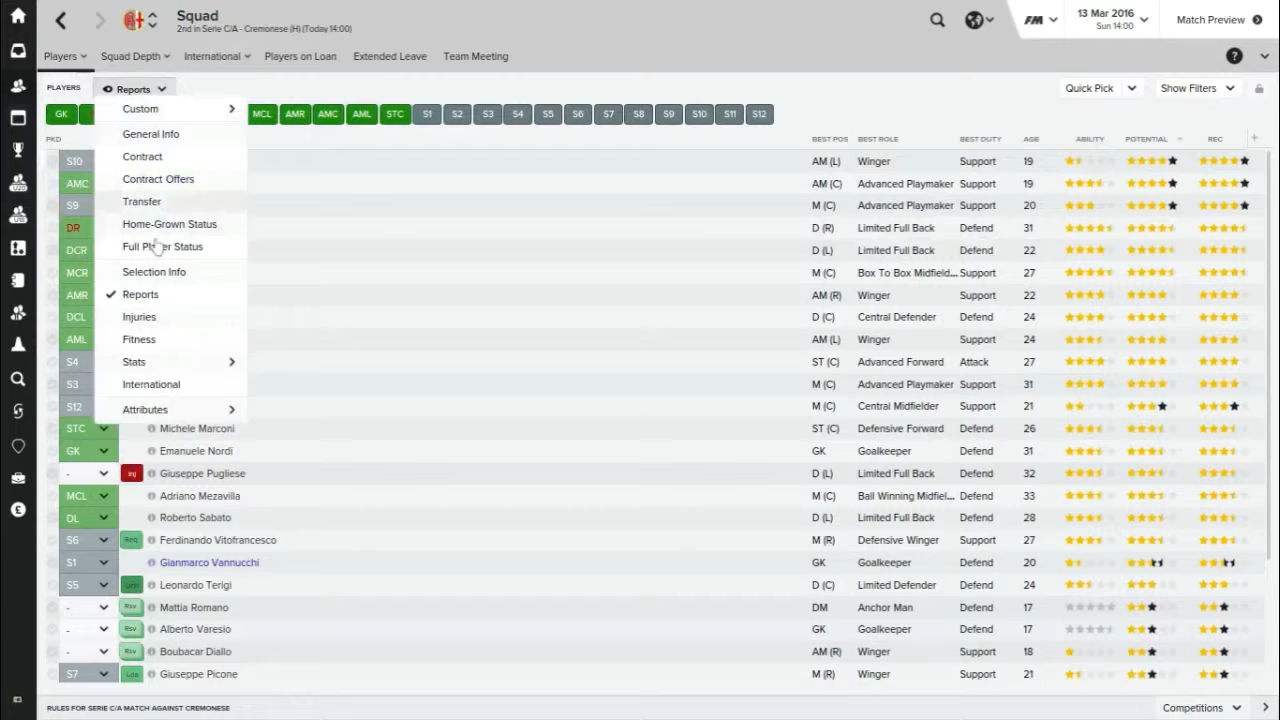 Squad
2nd in Serie C/A - Cremonese (H) (Today 14:00)
FM
13 Mar 2016
Sun 14:00
Match Preview
Players International Squad Depth Players on Loan Extended Leave Team Meeting
PLAYERS Reports Quick Pick Show Filters
GK MCL AMR AMC AML STC S1 S2 S3 S4 S5 S6 S7 S8 S9 S10 S11 S12
PKD BEST POS BEST ROLE BEST DUTY AGE ABILITY POTENTIAL REC
Custom
General Info
Contract
Contract Offers
Transfer
Home-Grown Status
Full Player Status
Selection Info
Reports
Injuries
Fitness
Stats
International
Attributes
S10 AM (L) Winger Support 19
AMC AM (C) Advanced Playmaker Support 19
S9 M (C) Advanced Playmaker Support 20
DR D (R) Limited Full Back Defend 31
DCR D (L) Limited Full Back Defend 22
MCR M (C) Box To Box Midfield... Support 27
AMR AM (R) Winger Support 22
DCL D (C) Central Defender Defend 24
AML AM (L) Winger Support 24
S4 ST (C) Advanced Forward Attack 27
S3 M (C) Advanced Playmaker Support 31
S12 M (C) Central Midfielder Support 21
STC Michele Marconi ST (C) Defensive Forward Defend 26
GK Emanuele Nordi GK Goalkeeper Defend 31
- Inj Giuseppe Pugliese D (L) Limited Full Back Defend 32
MCL Adriano Mezavilla M (C) Ball Winning Midfiel... Defend 33
DL Roberto Sabato D (L) Limited Full Back Defend 28
S6 Req Ferdinando Vitofrancesco M (R) Defensive Winger Support 27
S1 Gianmarco Vannucchi GK Goalkeeper Defend 20
S5 Leonardo Terigi D (C) Limited Defender Defend 24
- Rsv Mattia Romano DM Anchor Man Defend 17
- Rsv Alberto Varesio GK Goalkeeper Defend 17
- Rsv Boubacar Diallo AM (R) Winger Support 18
S7 Loa Giuseppe Picone M (R) Winger Support 21
RULES FOR SERIE C/A MATCH AGAINST CREMONESE Competitions